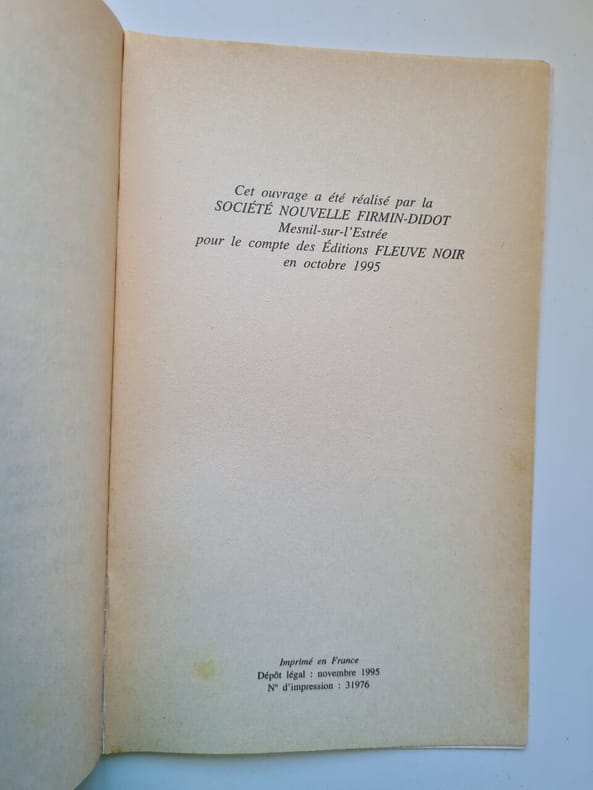 Cet ouvrage a été réalisé par la
SOCIÉTÉ NOUVELLE FIRMIN-DIDOT
Mesnil-sur-l'Estrée
pour le compte des Éditions FLEUVE NOIR
en octobre 1995
Imprimé en France
Dépôt légal : novembre 1995
N° d'impression : 31976